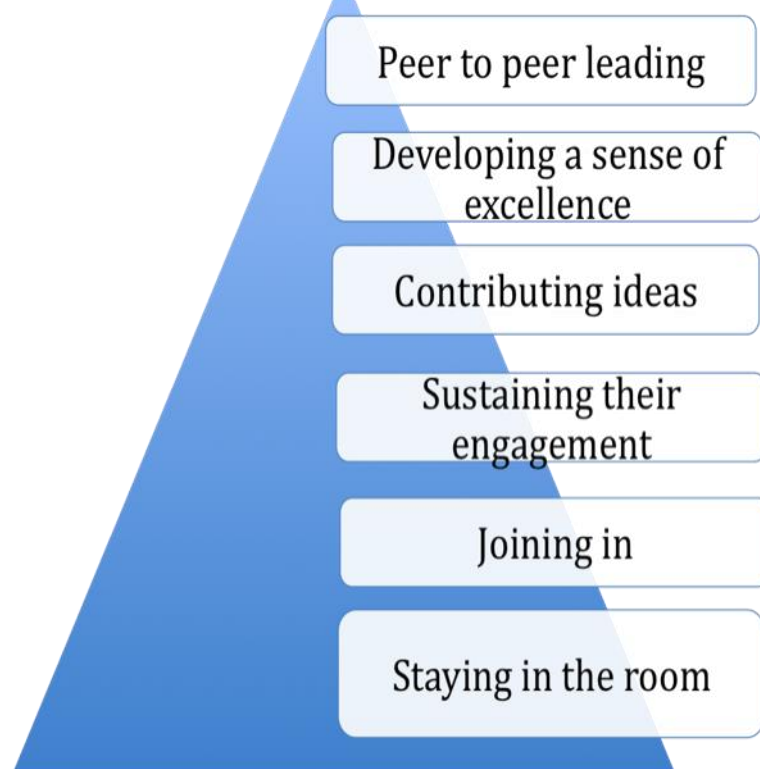 Peer to peer leading
Developing a sense of
excellence
Contributing ideas
Sustaining their
engagement
Joining in
Staying in the room